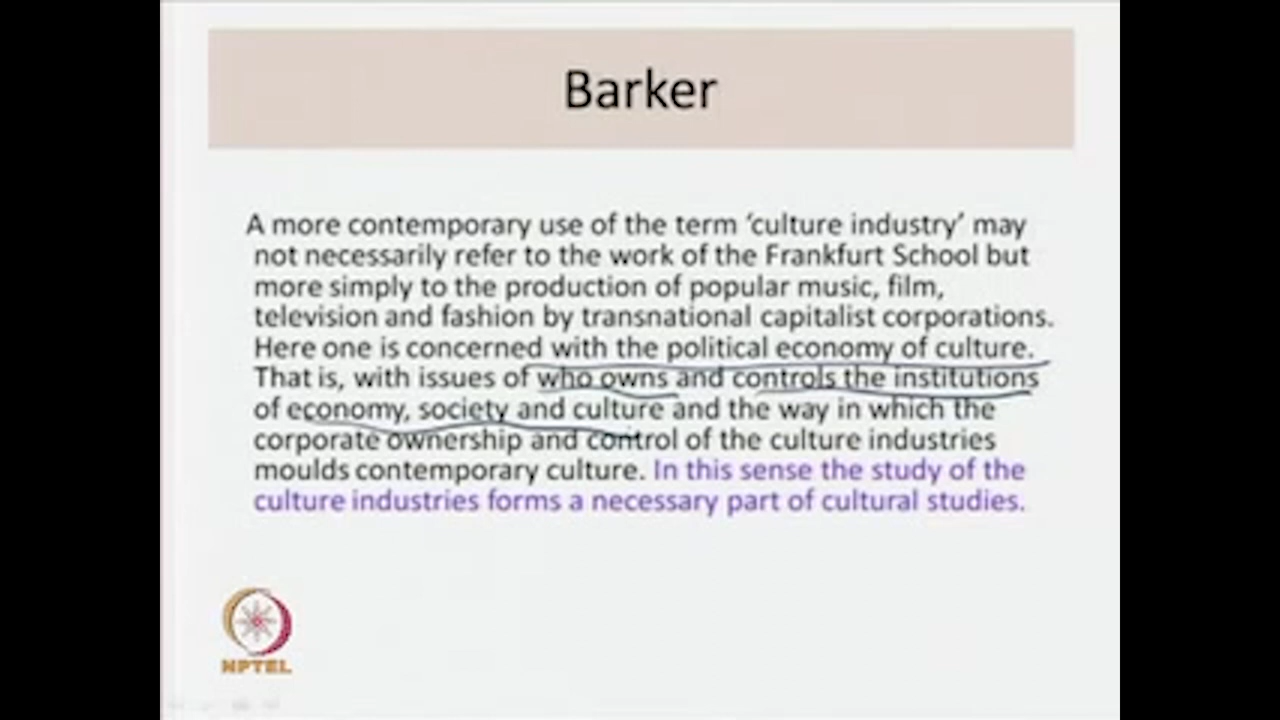 Barker
A more contemporary use of the term ‘culture industry’ may
not necessarily refer to the work of the Frankfurt School but
more simply to the production of popular music, film,
television and fashion by transnational capitalist corporations.
Here one is concerned with the political economy of culture.
That is, with issues of who owns and controls the institutions
of economy, society and culture and the way in which the
corporate ownership and control of the culture industries
moulds contemporary culture. In this sense the study of the
culture industries forms a necessary part of cultural studies.
NPTEL